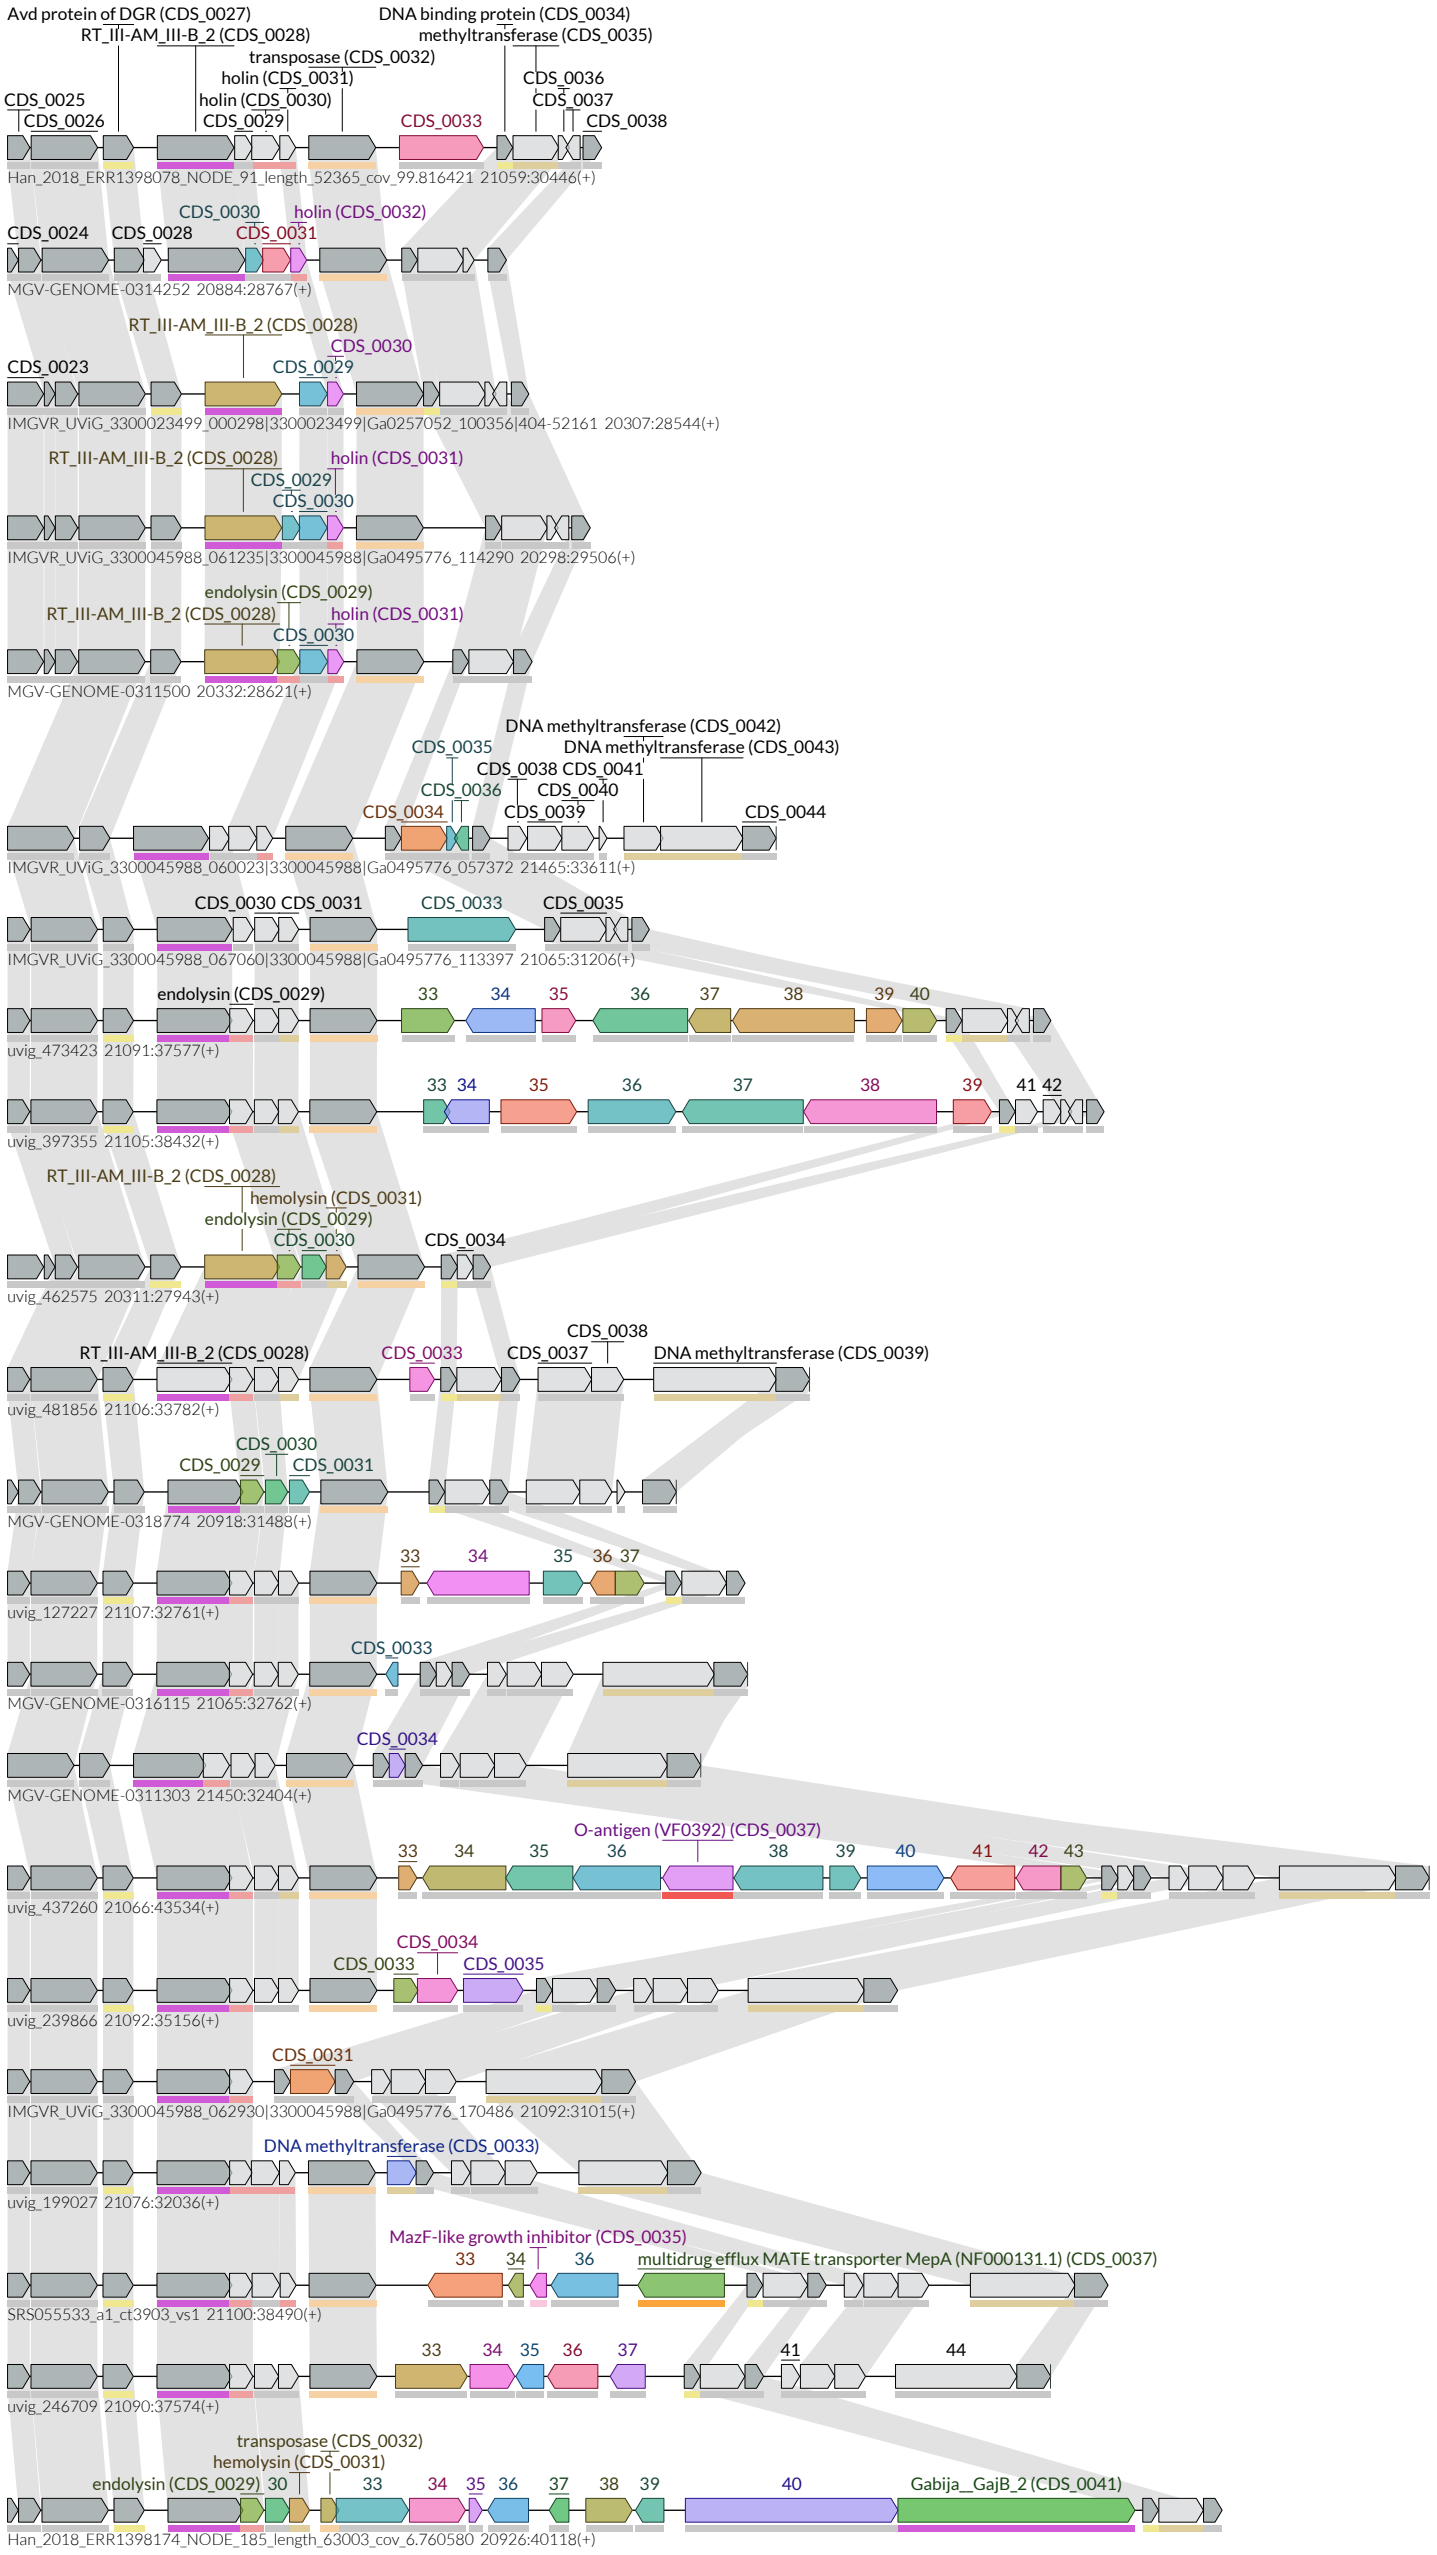 Avd protein of DGR (CDS_0027) DNA binding protein (CDS_0034)
RT_III-AM_III-B_2 (CDS_0028) methyltransferase (CDS_0035)
transposase (CDS_0032)
holin (CDS_0031) CDS_0036
CDS_0025 holin (CDS_0030) CDS_0037
CDS_0026 CDS_0029 CDS_0033 CDS_0038
Han_2018_ERR1398078_NODE_91_length_52365_cov_99.816421 21059:30446(+)
CDS_0030 holin (CDS_0032)
CDS_0024 CDS_0028 CDS_0031
MGV-GENOME-0314252 20884:28767(+)
RT_III-AM_III-B_2 (CDS_0028)
CDS_0030
CDS_0023 CDS_0029
IMGVR_UViG_3300023499_000298|3300023499|Ga0257052_100356|404-52161 20307:28544(+)
RT_III-AM_III-B_2 (CDS_0028) holin (CDS_0031)
CDS_0029
CDS_0030
IMGVR_UViG_3300045988_061235|3300045988|Ga0495776_114290 20298:29506(+)
endolysin (CDS_0029)
RT_III-AM_III-B_2 (CDS_0028) holin (CDS_0031)
CDS_0030
MGV-GENOME-0311500 20332:28621(+)
DNA methyltransferase (CDS_0042)
CDS_0035 DNA methyltransferase (CDS_0043)
CDS_0038 CDS_0041
CDS_0036 CDS_0040
CDS_0034 CDS_0039 CDS_0044
IMGVR_UViG_3300045988_060023|3300045988|Ga0495776_057372 21465:33611(+)
CDS_0030 CDS_0031 CDS_0033 CDS_0035
IMGVR_UViG_3300045988_067060|3300045988|Ga0495776_113397 21065:31206(+)
endolysin (CDS_0029) 33 34 35 36 37 38 39 40
uvig_473423 21091:37577(+)
33 34 35 36 37 38 39 41 42
uvig_397355 21105:38432(+)
RT_III-AM_III-B_2 (CDS_0028)
hemolysin (CDS_0031)
endolysin (CDS_0029)
CDS_0030 CDS_0034
uvig_462575 20311:27943(+)
CDS_0038
RT_III-AM_III-B_2 (CDS_0028) CDS_0033 CDS_0037 DNA methyltransferase (CDS_0039)
uvig_481856 21106:33782(+)
CDS_0030
CDS_0029 CDS_0031
MGV-GENOME-0318774 20918:31488(+)
33 34 35 36 37
uvig_127227 21107:32761(+)
CDS_0033
MGV-GENOME-0316115 21065:32762(+)
CDS_0034
MGV-GENOME-0311303 21450:32404(+)
O-antigen (VF0392) (CDS_0037)
33 34 35 36 38 39 40 41 42 43
uvig_437260 21066:43534(+)
CDS_0034
CDS_0033 CDS_0035
uvig_239866 21092:35156(+)
CDS_0031
IMGVR_UViG_3300045988_062930|3300045988|Ga0495776_170486 21092:31015(+)
DNA methyltransferase (CDS_0033)
uvig_199027 21076:32036(+)
MazF-like growth inhibitor (CDS_0035)
33 34 36 multidrug efflux MATE transporter MepA (NF000131.1) (CDS_0037)
SRS055533_a1_ct3903_vs1 21100:38490(+)
33 34 35 36 37 41 44
uvig_246709 21090:37574(+)
transposase (CDS_0032)
hemolysin (CDS_0031)
endolysin (CDS_0029) 30 33 34 35 36 37 38 39 40 Gabija__GajB_2 (CDS_0041)
Han_2018_ERR1398174_NODE_185_length_63003_cov_6.760580 20926:40118(+)